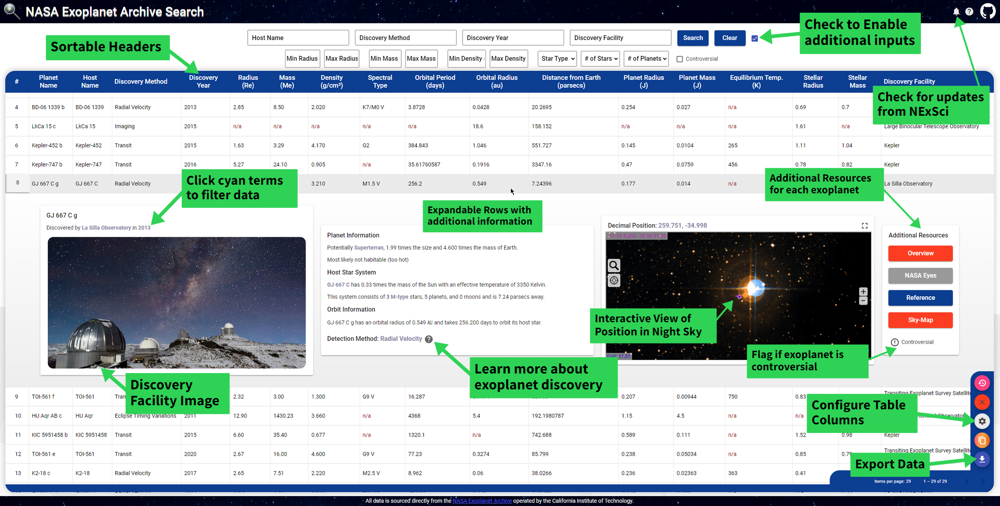 NASA Exoplanet Archive Search
Check to Enable
additional inputs
Sortable Headers
Host Name
Discovery Method
Discovery Year
Discovery Facility
Search
Clear
Min Radius
Max Radius
Min Mass
Max Mass
Min Density
Max Density
Star Type
# of Stars
# of Planets
Controversial
# Planet Name Host Name Discovery Method Discovery Year Radius (Re) Mass (Me) Density (g/cm³) Spectral Type Orbital Period (days) Orbital Radius (au) Distance from Earth (parsecs) Planet Radius (J) Planet Mass (J) Equilibrium Temp. (K) Stellar Radius Stellar Mass Discovery Facility
Check for updates
from NExSci
4 BD-06 1339 b BD-06 1339 Radial Velocity 2013 2.85 8.50 2.020 K7/M0 V 3.8728 0.0428 20.2695 0.254 0.027 n/a 0.69 0.7
5 LkCa 15 c LkCa 15 Imaging 2015 n/a n/a n/a n/a n/a 18.6 158.152 n/a n/a n/a 1.61 n/a Large Binocular Telescope Observatory
6 Kepler-452 b Kepler-452 Transit 2015 1.63 3.29 4.170 G2 384.843 1.046 551.727 0.145 0.0104 265 1.11 1.04 Kepler
7 Kepler-747 b Kepler-747 Transit 2016 5.27 24.10 0.905 n/a 35.61760587 0.1916 3347.16 0.47 0.0759 456 0.78 0.82 Kepler
8 GJ 667 C g GJ 667 C Radial Velocity 3.210 M1.5 V 256.2 0.549 7.24396 0.177 0.014 n/a La Silla Observatory
Click cyan terms
to filter data
Additional Resources
for each exoplanet
Expandable Rows with
additional information
GJ 667 C g
Discovered by La Silla Observatory in 2013
Discovery
Facility Image
Planet Information
Potentially Superterran, 1.99 times the size and 4.600 times the mass of Earth.
Most likely not habitable (too hot)
Host Star System
GJ 667 C has 0.33 times the mass of the Sun with an effective temperature of 3350 Kelvin.
This system consists of 3 M-type stars, 5 planets, and 0 moons and is 7.24 parsecs away.
Orbit Information
GJ 667 C g has an orbital radius of 0.549 AU and takes 256.200 days to orbit its host star.
Detection Method: Radial Velocity ?
Learn more about
exoplanet discovery
Decimal Position: 259.751, -34.998
17 19 0.255 -34 59 51.95
Interactive View of
Position in Night Sky
FoV: 17.97'
Additional Resources
Overview
NASA Eyes
Reference
Sky-Map
Controversial
Flag if exoplanet is
controversial
9 TOI-561 f TOI-561 2.32 3.00 1.300 G9 V 16.287 0.207 0.00944 750 0.83 Transiting Exoplanet Survey Satellite
10 HU Aqr AB c HU Aqr Eclipse Timing Variations 2011 12.90 1430.23 3.660 n/a 4368 5.4 192.1980787 1.15 4.5 n/a n/a
11 KIC 5951458 b KIC 5951458 Transit 2015 6.60 35.40 0.677 n/a 1320.1 n/a 742.688 0.589 0.111 n/a 1.52 0.98 Kepler
12 TOI-561 e TOI-561 Transit 2020 2.67 16.00 4.600 G9 V 77.23 0.3274 85.799 0.238 0.05034 n/a 0.85 Transiting Exoplanet Survey Satellite
13 K2-18 c K2-18 Radial Velocity 2017 2.65 7.51 2.220 M2.5 V 8.962 0.06 38.0266 0.236 0.02363 363 0.41
Configure Table
Columns
Export Data
Items per page: 29 1 – 29 of 29
All data is sourced directly from the NASA Exoplanet Archive operated by the California Institute of Technology.